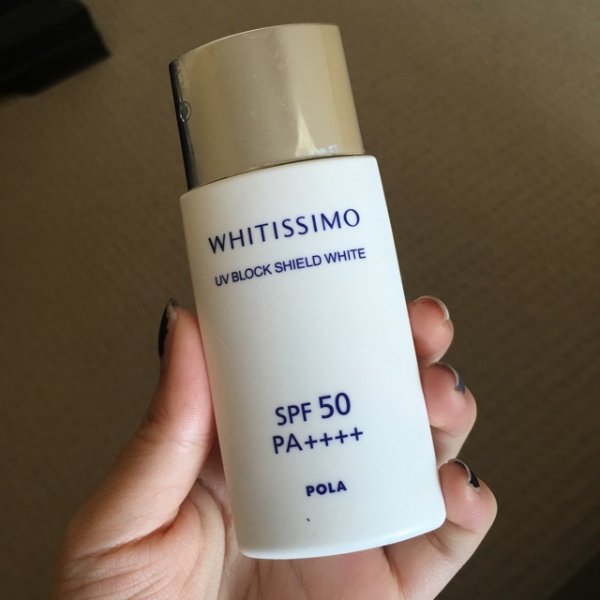 WHITISSIMO
UV BLOCK SHIELD WHITE
SPF 50
PA++++
POLA